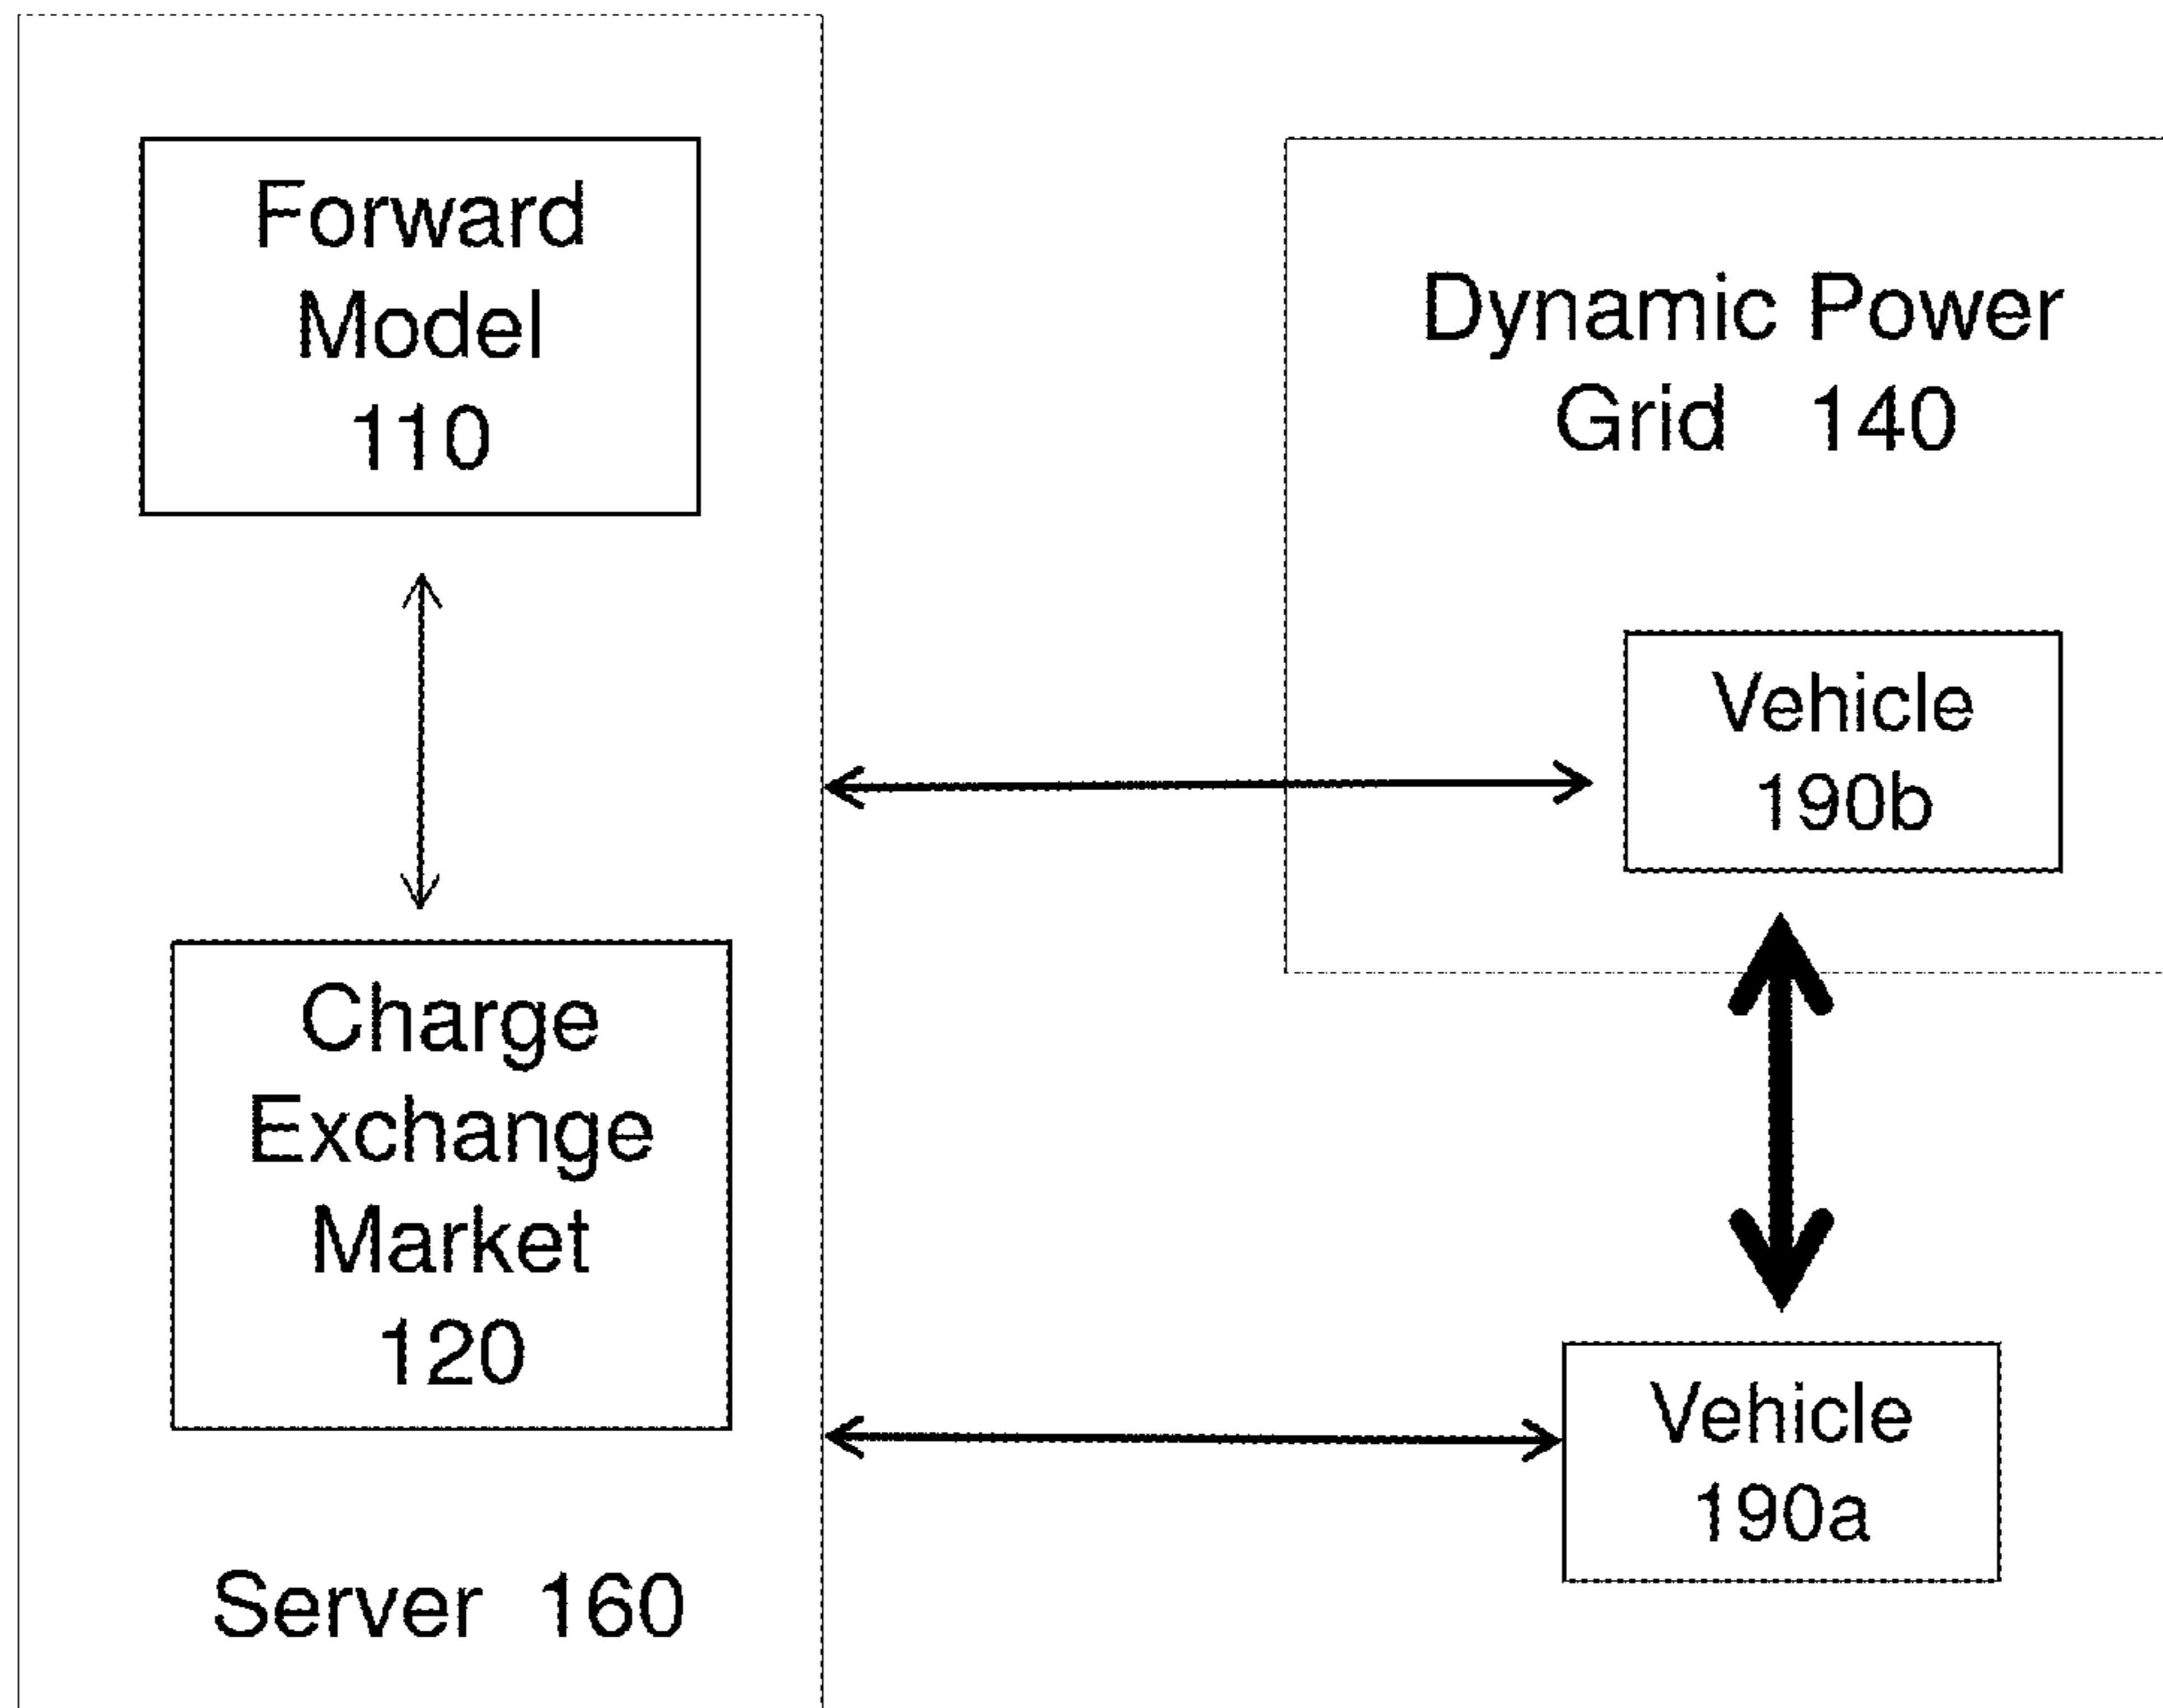 Forward
Model
110
Charge
Exchange
Market
120
Server 160
Dynamic Power
Grid 140
Vehicle
190b
Vehicle
190a